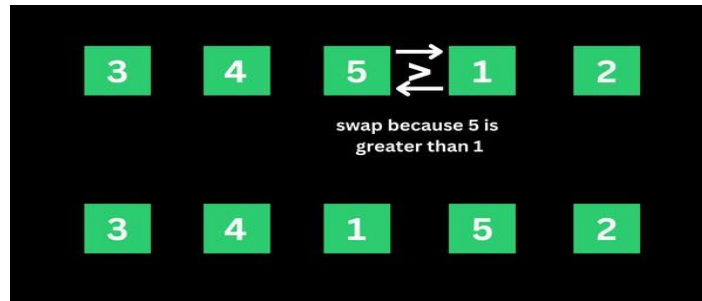 3 4 5 > 1 2
swap because 5 is
greater than 1
3 4 1 5 2